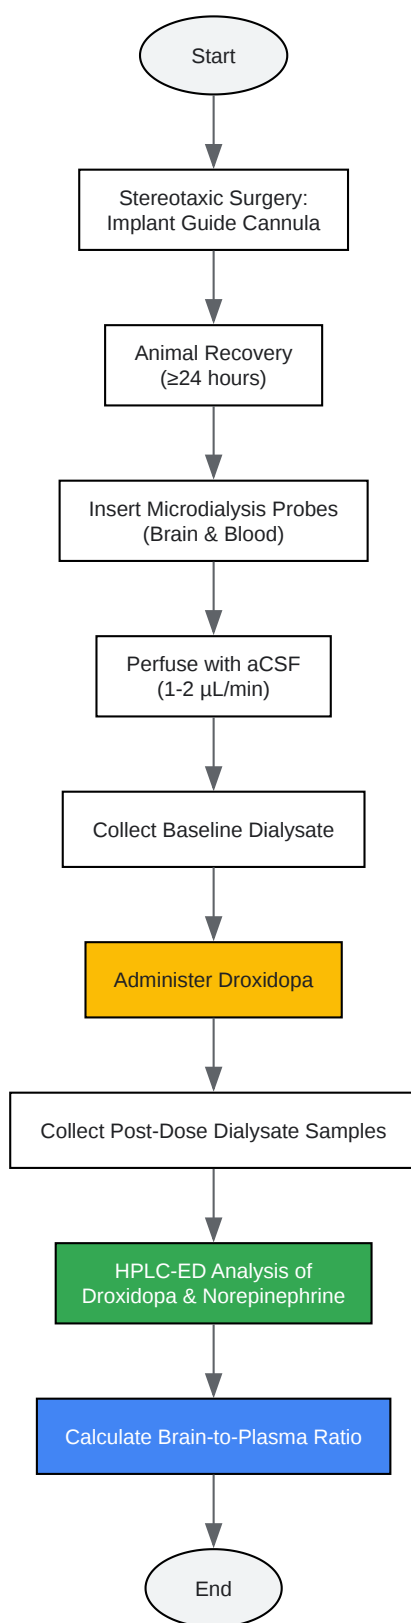 Start
Stereotaxic Surgery:
Implant Guide Cannula
Animal Recovery
(≥24 hours)
Insert Microdialysis Probes
(Brain & Blood)
Perfuse with aCSF
(1-2 µL/min)
Collect Baseline Dialysate
Administer Droxidopa
Collect Post-Dose Dialysate Samples
HPLC-ED Analysis of
Droxidopa & Norepinephrine
Calculate Brain-to-Plasma Ratio
End